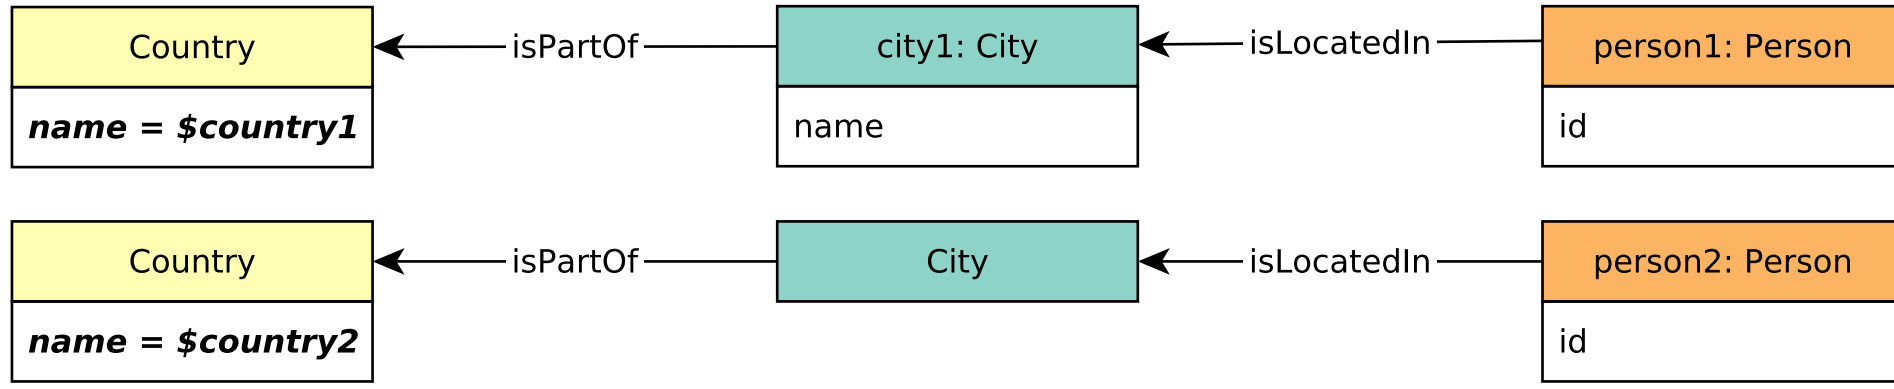 Country isPartOf city1: City isLocatedIn person1: Person
name = $country1 name id
Country isPartOf City isLocatedIn person2: Person
name = $country2 id